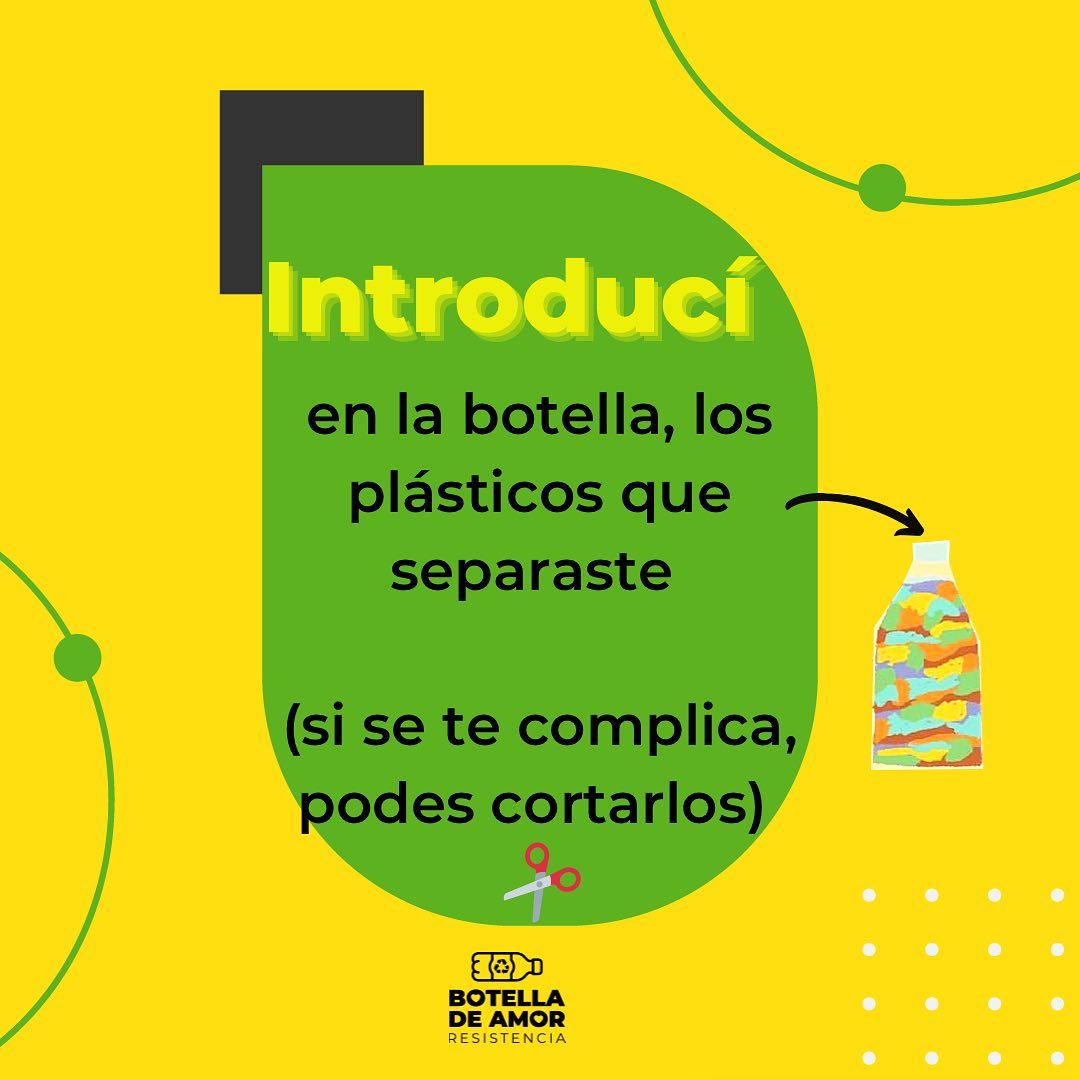 Introducí
en la botella, los
plásticos que
separaste
(si se te complica,
podes cortarlos)
BOTELLA
DE AMOR
RESISTENCIA